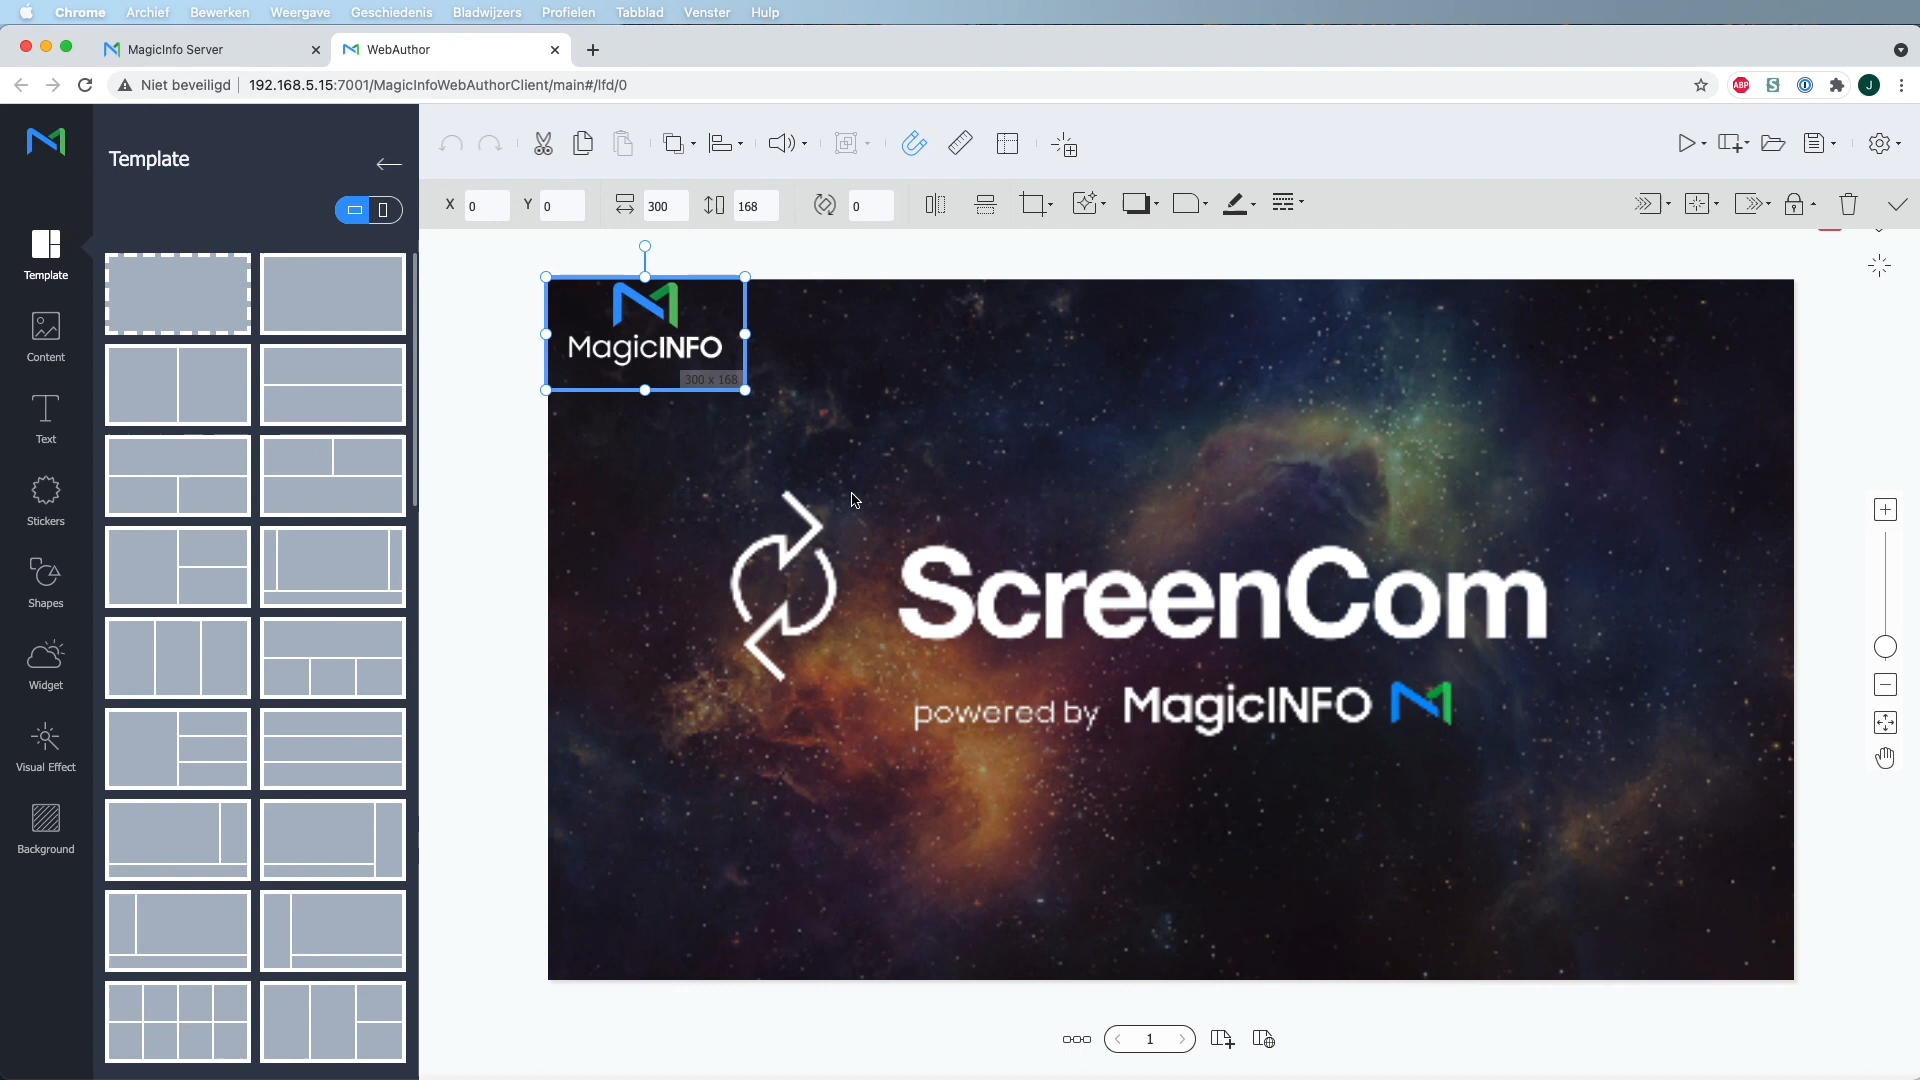 Chrome Archief Bewerken Weergave Geschiedenis Bladwijzers Profielen Tabblad Venster Hulp
MagicInfo Server
WebAuthor
Niet beveiligd 192.168.5.15:7001/MagicInfoWebAuthorClient/main#/lfd/0
ABP
S
J
Template
X 0 Y 0 300 168 0
Template
Content
Text
Stickers
Shapes
Widget
Visual Effect
Background
MagicINFO
300 x 168
ScreenCom
powered by MagicINFO
1